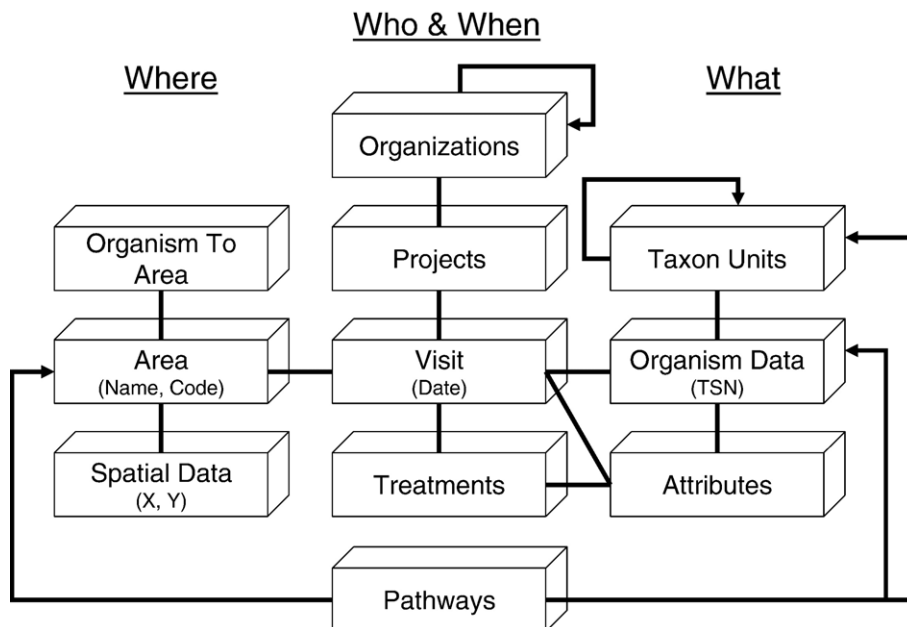 Who & When
Where
What
Organizations
Organism To
Area
Projects
Taxon Units
Area
(Name, Code)
Visit
(Date)
Organism Data
(TSN)
Spatial Data
(X, Y)
Treatments
Attributes
Pathways